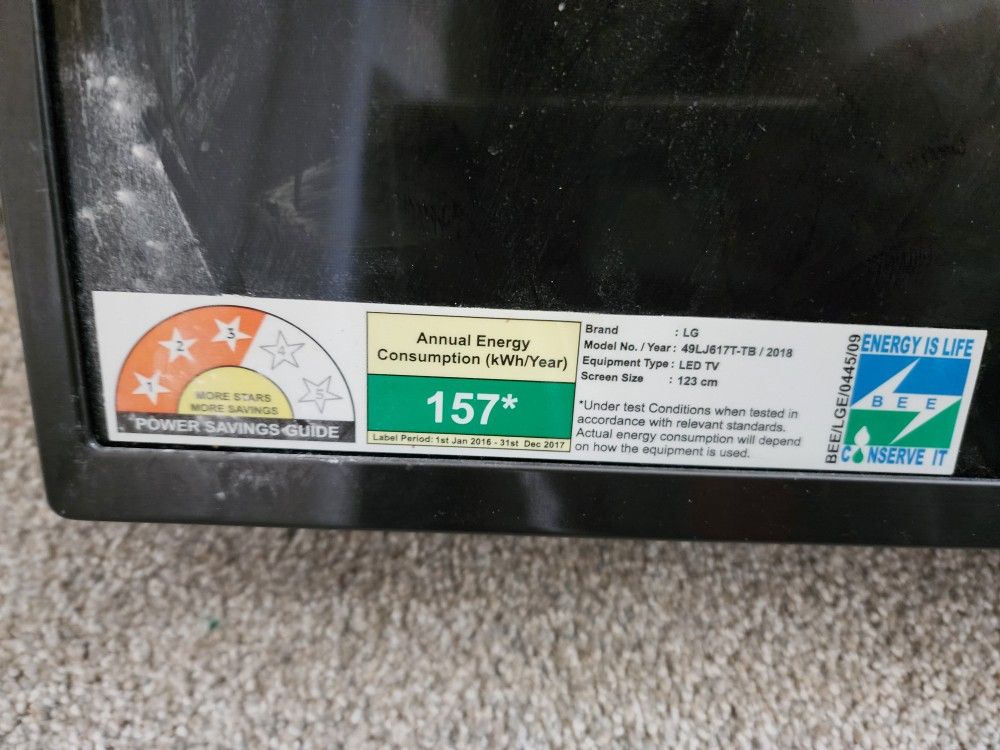 1
2
3
4
5
MORE STARS
MORE SAVINGS
POWER SAVINGS GUIDE
Annual Energy
Consumption (kWh/Year)
157*
Label Period: 1st Jan 2016 - 31st Dec 2017
Brand : LG
Model No. / Year : 49LJ617T-TB / 2018
Equipment Type : LED TV
Screen Size : 123 cm
*Under test Conditions when tested in
accordance with relevant standards.
Actual energy consumption will depend
on how the equipment is used.
BEE/LGE/0445/09
ENERGY IS LIFE
BEE
CONSERVE IT